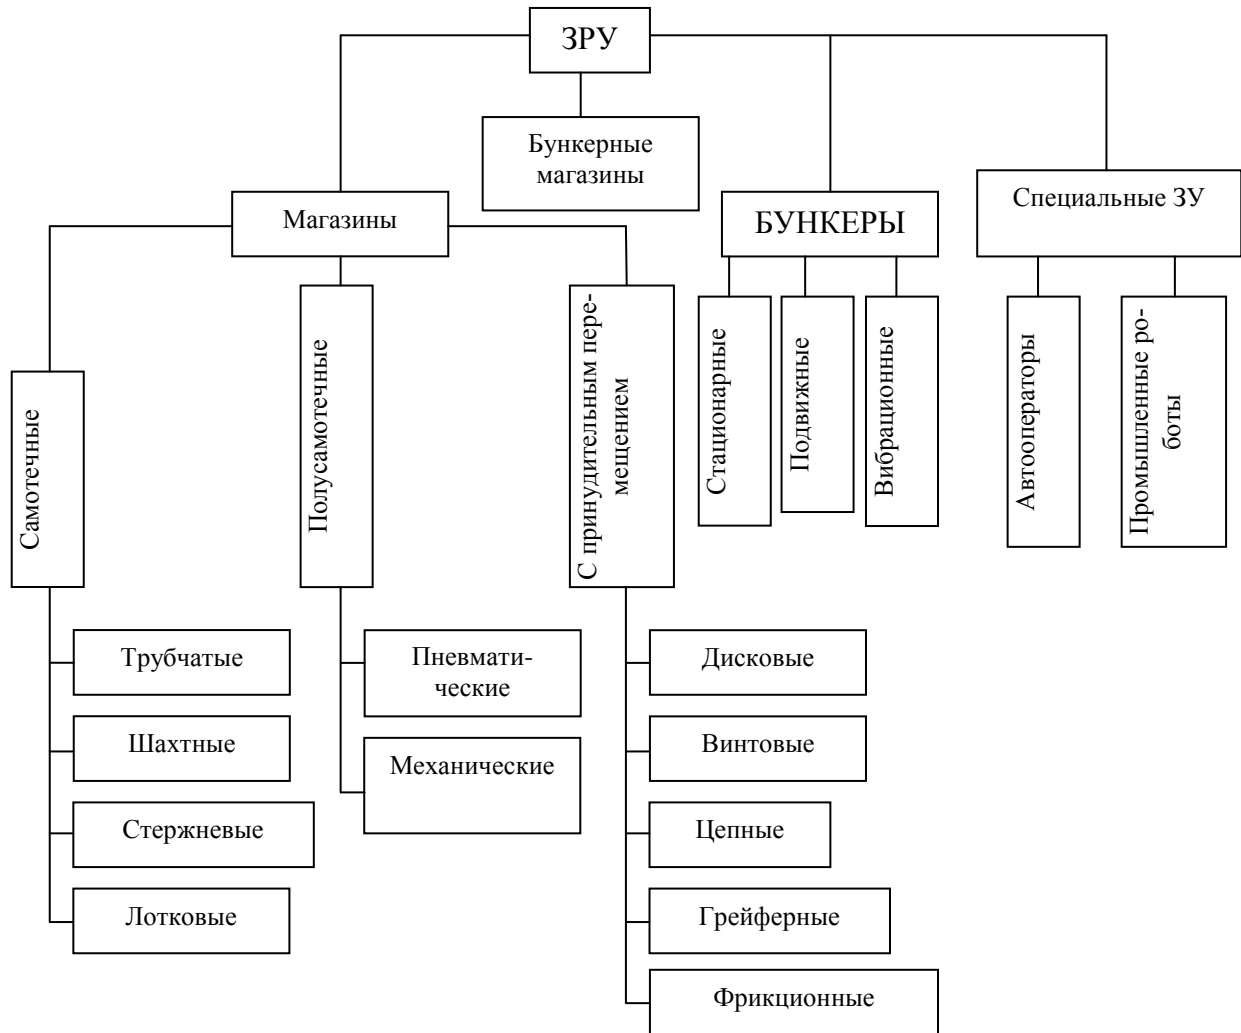 ЗРУ
Бункерные
магазины
Магазины
БУНКЕРЫ
Специальные ЗУ
Самотечные
Полусамотечные
С принудительным пере-
мещением
Стационарные
Подвижные
Вибрационные
Автооператоры
Промышленные ро-
боты
Трубчатые
Шахтные
Стержневые
Лотковые
Пневмати-
ческие
Механические
Дисковые
Винтовые
Цепные
Грейферные
Фрикционные